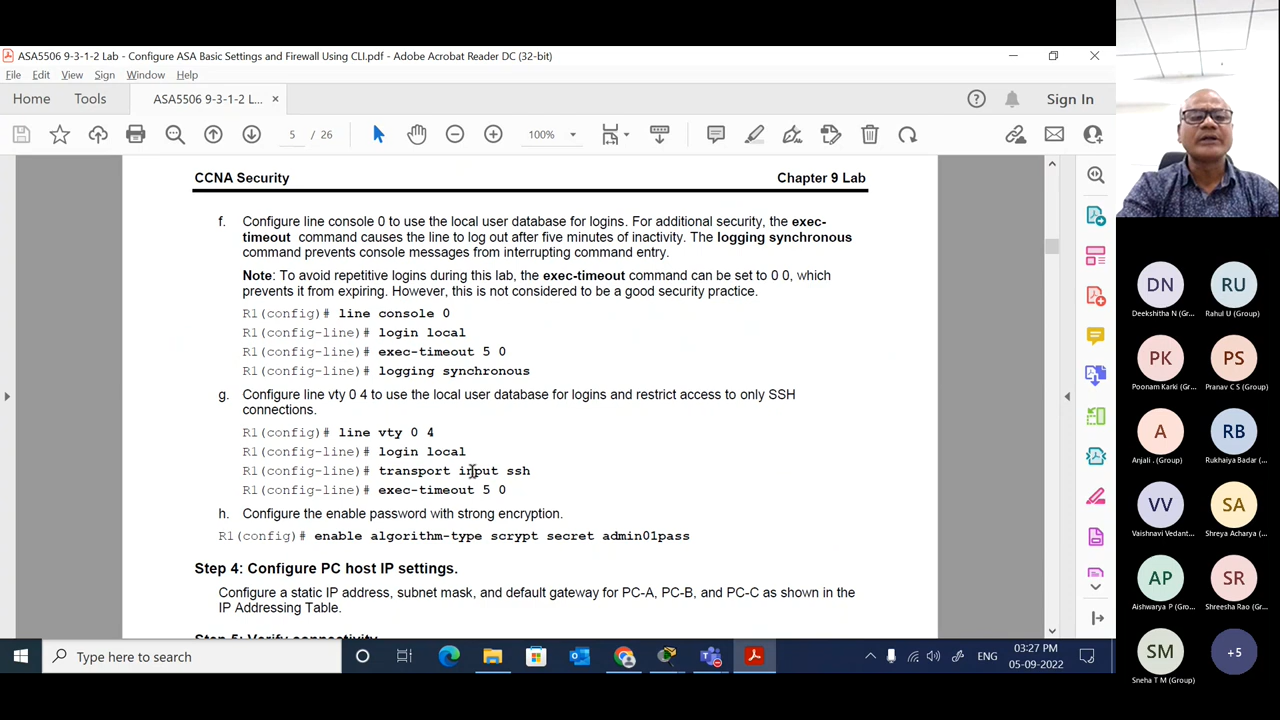 ASA5506 9-3-1-2 Lab - Configure ASA Basic Settings and Firewall Using CLI.pdf - Adobe Acrobat Reader DC (32-bit)
File Edit View Sign Window Help
Home Tools ASA5506 9-3-1-2 L... × Sign In
5 / 26 100%
CCNA Security Chapter 9 Lab
f. Configure line console 0 to use the local user database for logins. For additional security, the exec-
timeout command causes the line to log out after five minutes of inactivity. The logging synchronous
command prevents console messages from interrupting command entry.
Note: To avoid repetitive logins during this lab, the exec-timeout command can be set to 0 0, which
prevents it from expiring. However, this is not considered to be a good security practice.
R1(config)# line console 0
R1(config-line)# login local
R1(config-line)# exec-timeout 5 0
R1(config-line)# logging synchronous
g. Configure line vty 0 4 to use the local user database for logins and restrict access to only SSH
connections.
R1(config)# line vty 0 4
R1(config-line)# login local
R1(config-line)# transport input ssh
R1(config-line)# exec-timeout 5 0
h. Configure the enable password with strong encryption.
R1(config)# enable algorithm-type scrypt secret admin01pass
Step 4: Configure PC host IP settings.
Configure a static IP address, subnet mask, and default gateway for PC-A, PC-B, and PC-C as shown in the
IP Addressing Table.
Step 5: Verify connectivity.
Type here to search
ENG
03:27 PM
05-09-2022
DN RU
Deekshitha N (Gr... Rahul U (Group)
PK PS
Poonam Karki (Gr... Pranav C S (Group)
A RB
Anjali . (Group) Rukhaiya Badar (...
VV SA
Vaishnavi Vedant... Shreya Acharya (...
AP SR
Aishwarya P (Gro... Shreesha Rao (Gr...
SM +5
Sneha T M (Group)